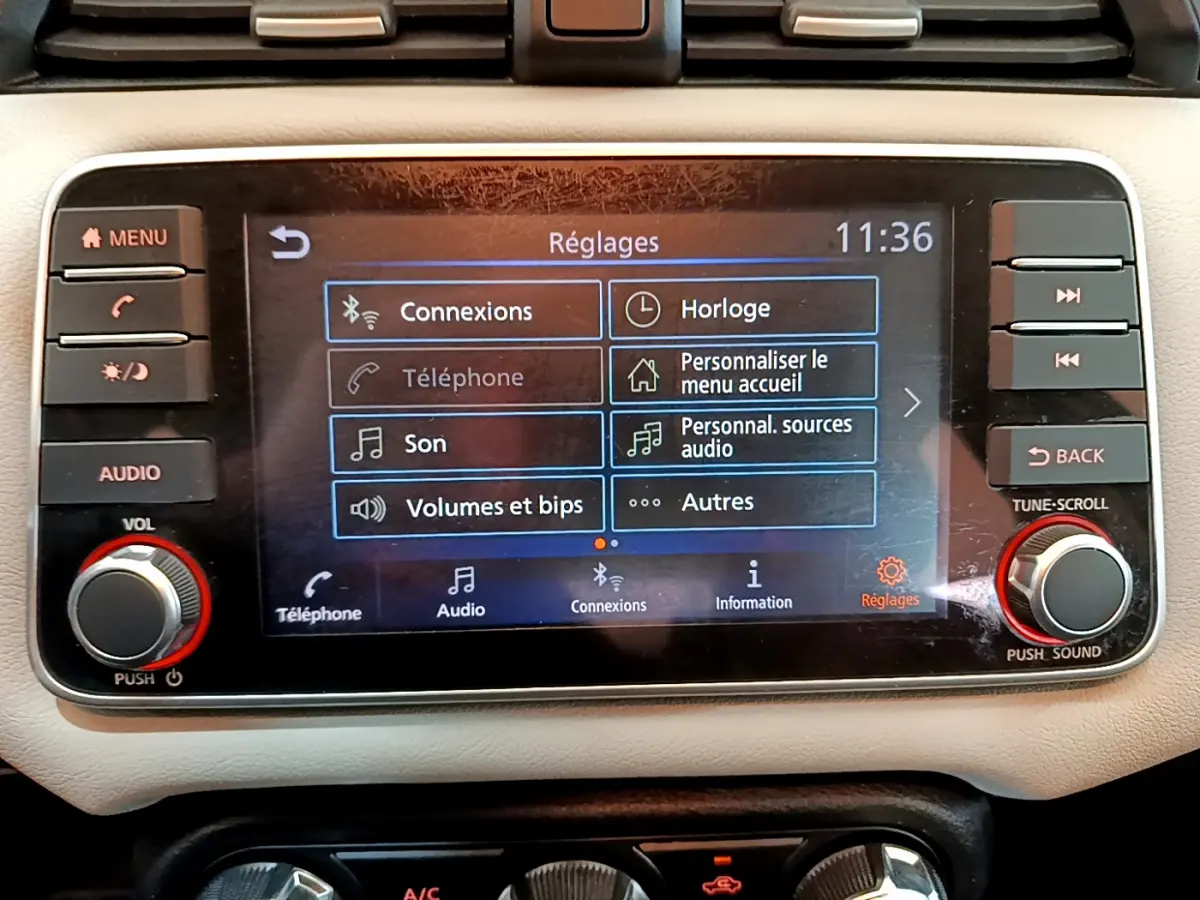 MENU
AUDIO
VOL
PUSH
Réglages
11:36
Connexions
Horloge
Téléphone
Personnaliser le
menu accueil
Son
Personnal. sources
audio
Volumes et bips
Autres
Téléphone
Audio
Connexions
Information
Réglages
BACK
TUNE·SCROLL
PUSH SOUND
A/C